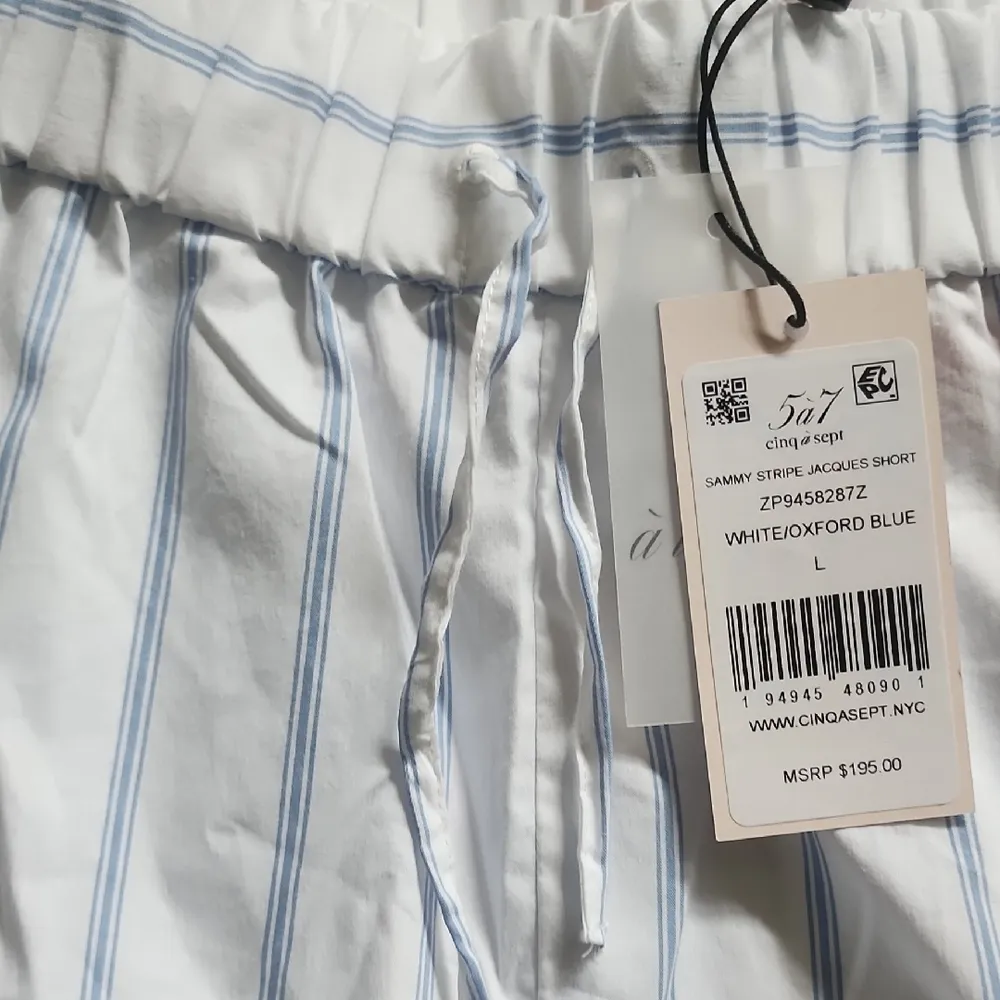 EPC
5à7
cinq à sept
SAMMY STRIPE JACQUES SHORT
ZP9458287Z
WHITE/OXFORD BLUE
L
1 94945 48090 1
WWW.CINQASEPT.NYC
MSRP $195.00
à